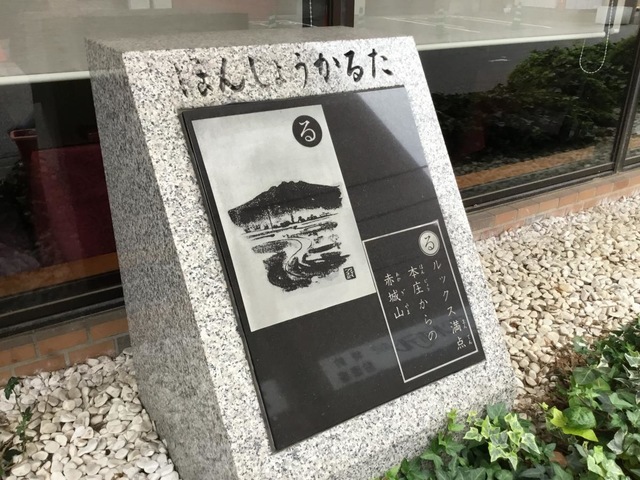 ほんじょうかるた
る
る
ルックス満点
本庄からの
赤城山